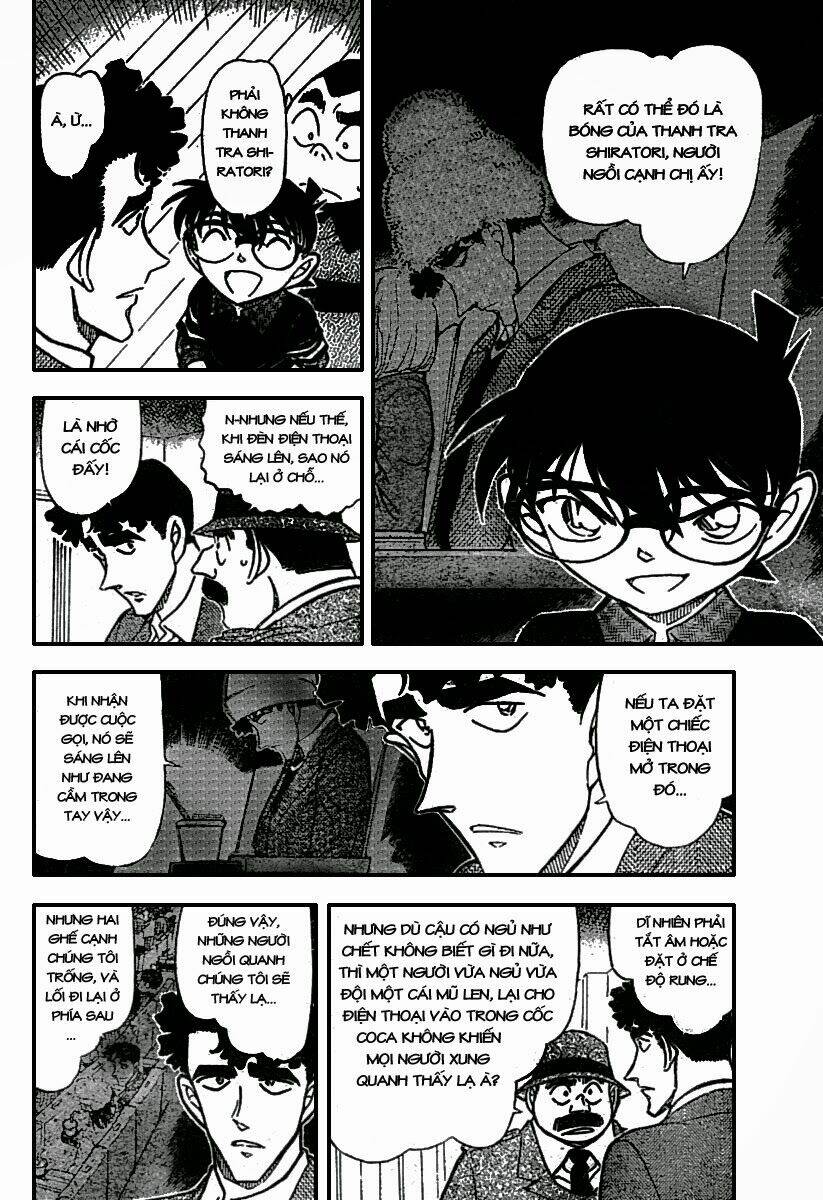 RẤT CÓ THỂ ĐÓ LÀ
BÓNG CỦA THANH TRA
SHIRATORI, NGƯỜI
NGỒI CẠNH CHỊ ẤY!
PHẢI
KHÔNG
THANH
TRA SHI-
RATORI?
À, Ừ...
N-NHƯNG NẾU THẾ,
KHI ĐÈN ĐIỆN THOẠI
SÁNG LÊN, SAO NÓ
LẠI Ở CHỖ...
LÀ NHỜ
CÁI CỐC
ĐẤY!
NẾU TA ĐẶT
MỘT CHIẾC
ĐIỆN THOẠI
MỞ TRONG
ĐÓ...
KHI NHẬN
ĐƯỢC CUỘC
GỌI, NÓ SẼ
SÁNG LÊN
NHƯ ĐANG
CẦM TRONG
TAY VẬY...
DĨ NHIÊN PHẢI
TẮT ÂM HOẶC
ĐẶT Ở CHẾ
ĐỘ RUNG...
NHƯNG DÙ CẬU CÓ NGỦ NHƯ
CHẾT KHÔNG BIẾT GÌ ĐI NỮA,
THÌ MỘT NGƯỜI VỪA NGỦ VỪA
ĐỘI MỘT CÁI MŨ LEN, LẠI CHO
ĐIỆN THOẠI VÀO TRONG CỐC
COCA KHÔNG KHIẾN
MỌI NGƯỜI XUNG
QUANH THẤY LẠ À?
ĐÚNG VẬY,
NHỮNG NGƯỜI
NGỒI QUANH
CHÚNG TÔI SẼ
THẤY LẠ...
NHƯNG HAI
GHẾ CẠNH
CHÚNG TÔI
TRỐNG, VÀ
LỐI ĐI LẠI Ở
PHÍA SAU
...